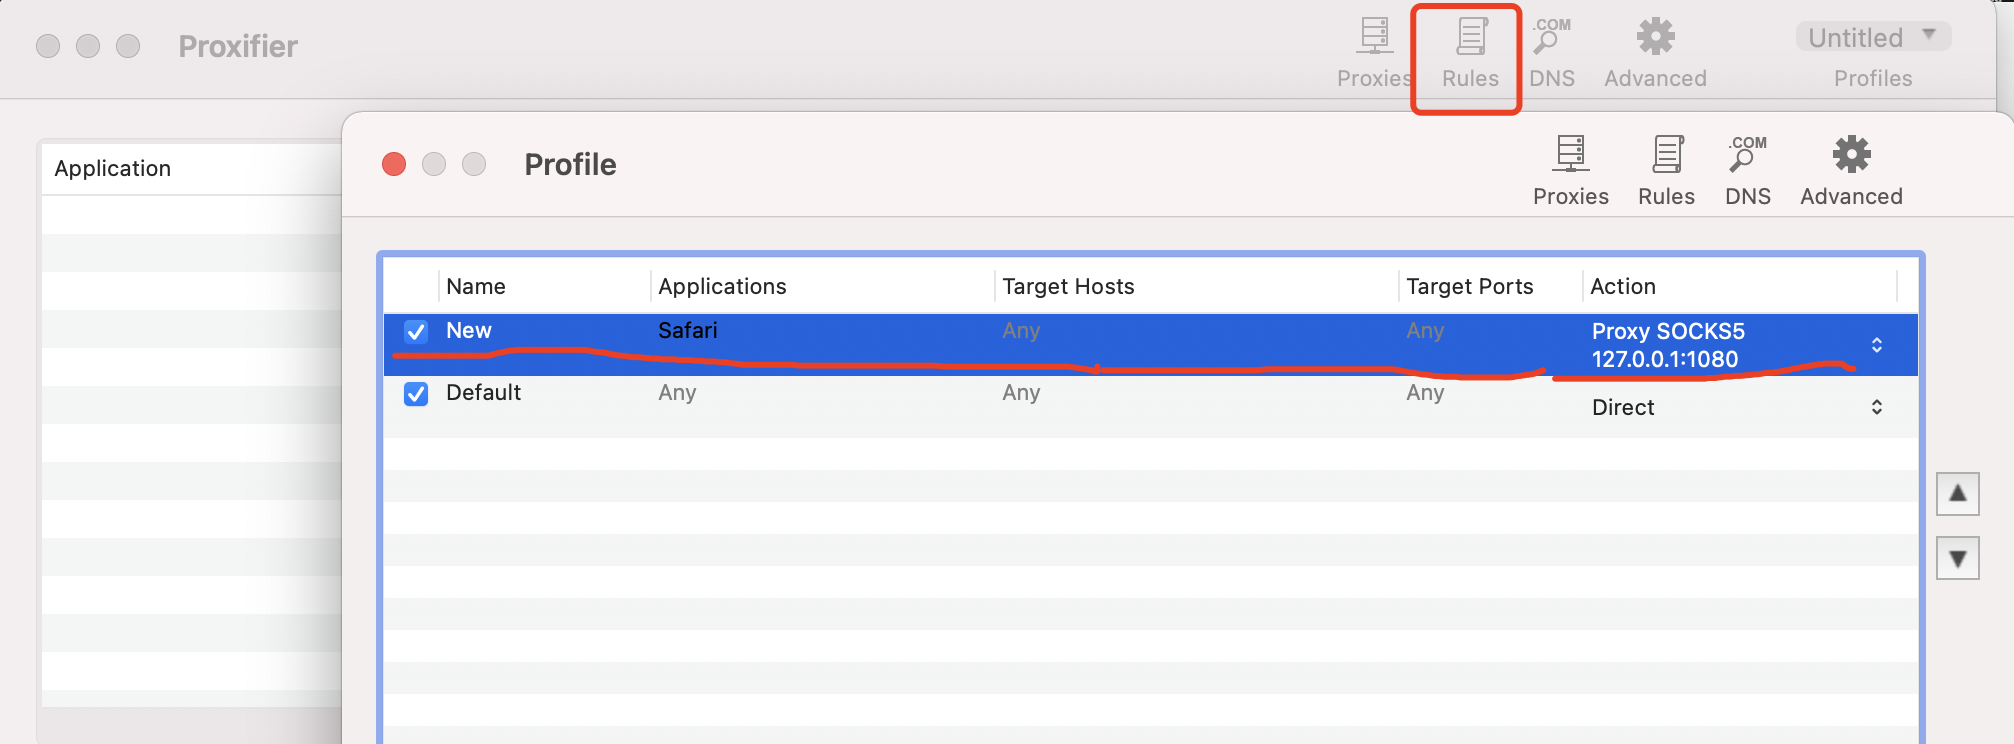 Proxifier
.COM
Untitled
Proxies Rules DNS Advanced Profiles
Application
Profile
.COM
Proxies Rules DNS Advanced
Name Applications Target Hosts Target Ports Action
New Safari Any Any Proxy SOCKS5
127.0.0.1:1080
Default Any Any Any Direct